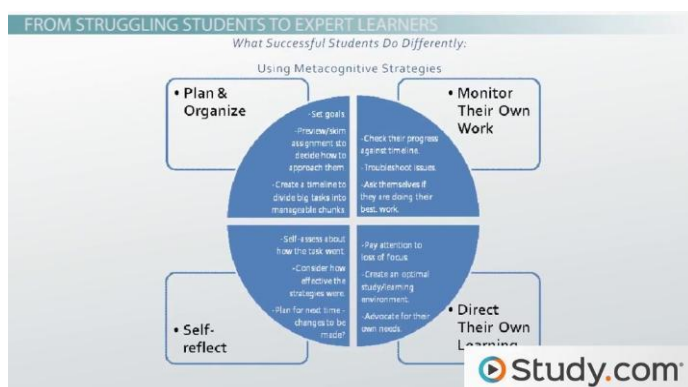 FROM STRUGGLING STUDENTS TO EXPERT LEARNERS
What Successful Students Do Differently:
Using Metacognitive Strategies
• Plan &
Organize
-Set goals.
-Preview/skim
assignment sto
decide how to
approach them.
-Create a timeline to
divide big tasks into
manageable chunks
• Monitor
Their Own
Work
-Check their progress
against timeline.
-Troubleshoot issues.
-Ask themselves if
they are doing their
best, work.
• Self-
reflect
-Self-assess about
how the task went.
-Consider how
effective the
strategies were.
-Plan for next time -
changes to be
made?
• Direct
Their Own
Learning
-Pay attention to
loss of focus.
-Create an optimal
study/learning
environment.
-Advocate for their
own needs.
Study.com